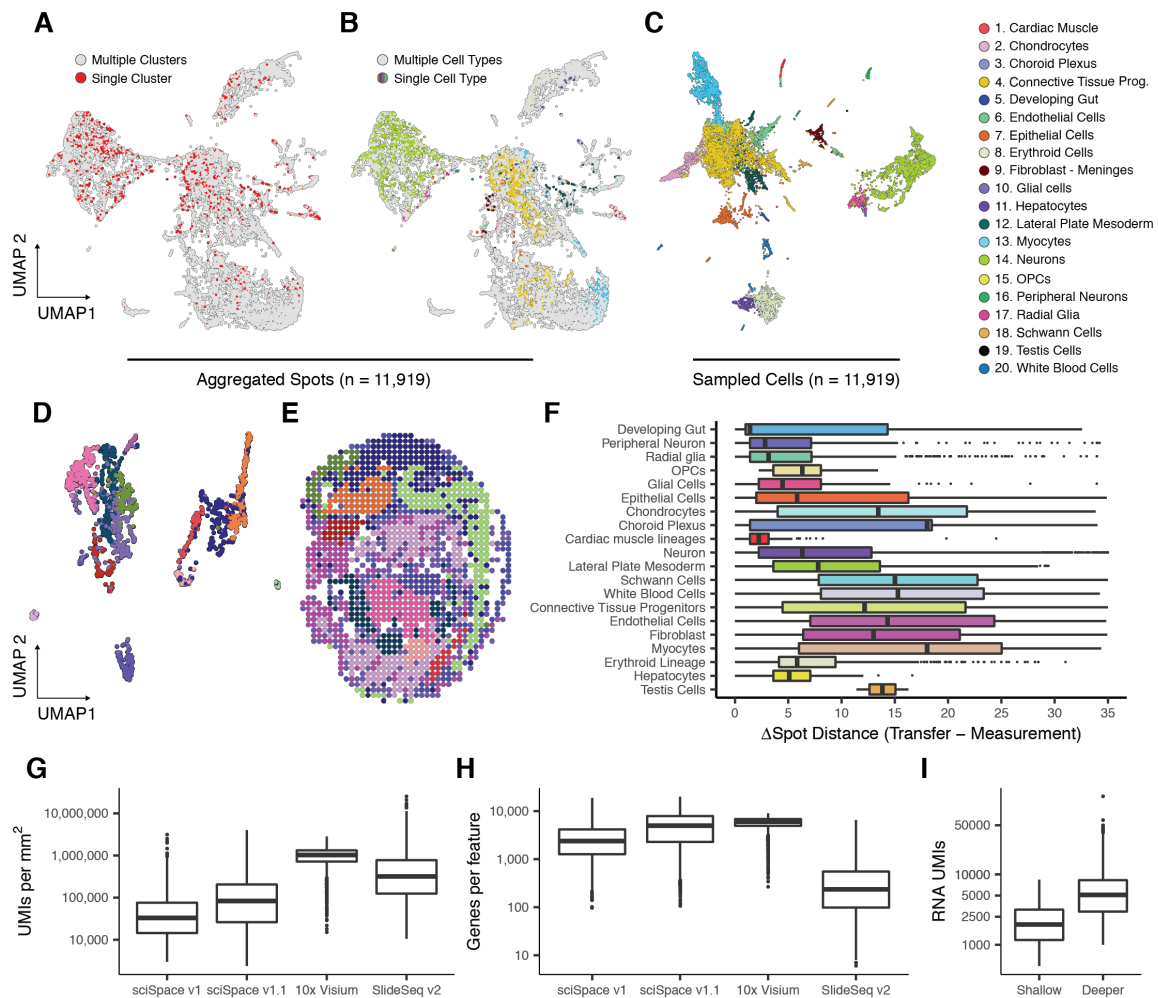 A
B
C
Multiple Clusters
Single Cluster
Multiple Cell Types
Single Cell Type
1. Cardiac Muscle
2. Chondrocytes
3. Choroid Plexus
4. Connective Tissue Prog.
5. Developing Gut
6. Endothelial Cells
7. Epithelial Cells
8. Erythroid Cells
9. Fibroblast - Meninges
10. Glial cells
11. Hepatocytes
12. Lateral Plate Mesoderm
13. Myocytes
14. Neurons
15. OPCs
16. Peripheral Neurons
17. Radial Glia
18. Schwann Cells
19. Testis Cells
20. White Blood Cells
UMAP 2
UMAP1
Aggregated Spots (n = 11,919)
Sampled Cells (n = 11,919)
D
E
F
UMAP 2
UMAP1
Developing Gut
Peripheral Neuron
Radial glia
OPCs
Glial Cells
Epithelial Cells
Chondrocytes
Choroid Plexus
Cardiac muscle lineages
Neuron
Lateral Plate Mesoderm
Schwann Cells
White Blood Cells
Connective Tissue Progenitors
Endothelial Cells
Fibroblast
Myocytes
Erythroid Lineage
Hepatocytes
Testis Cells
0 5 10 15 20 25 30 35
ΔSpot Distance (Transfer − Measurement)
G
UMIs per mm²
10,000,000
1,000,000
100,000
10,000
sciSpace v1 sciSpace v1.1 10x Visium SlideSeq v2
H
Genes per feature
10,000
1,000
100
10
sciSpace v1 sciSpace v1.1 10x Visium SlideSeq v2
I
RNA UMIs
50000
10000
5000
2500
1000
Shallow Deeper